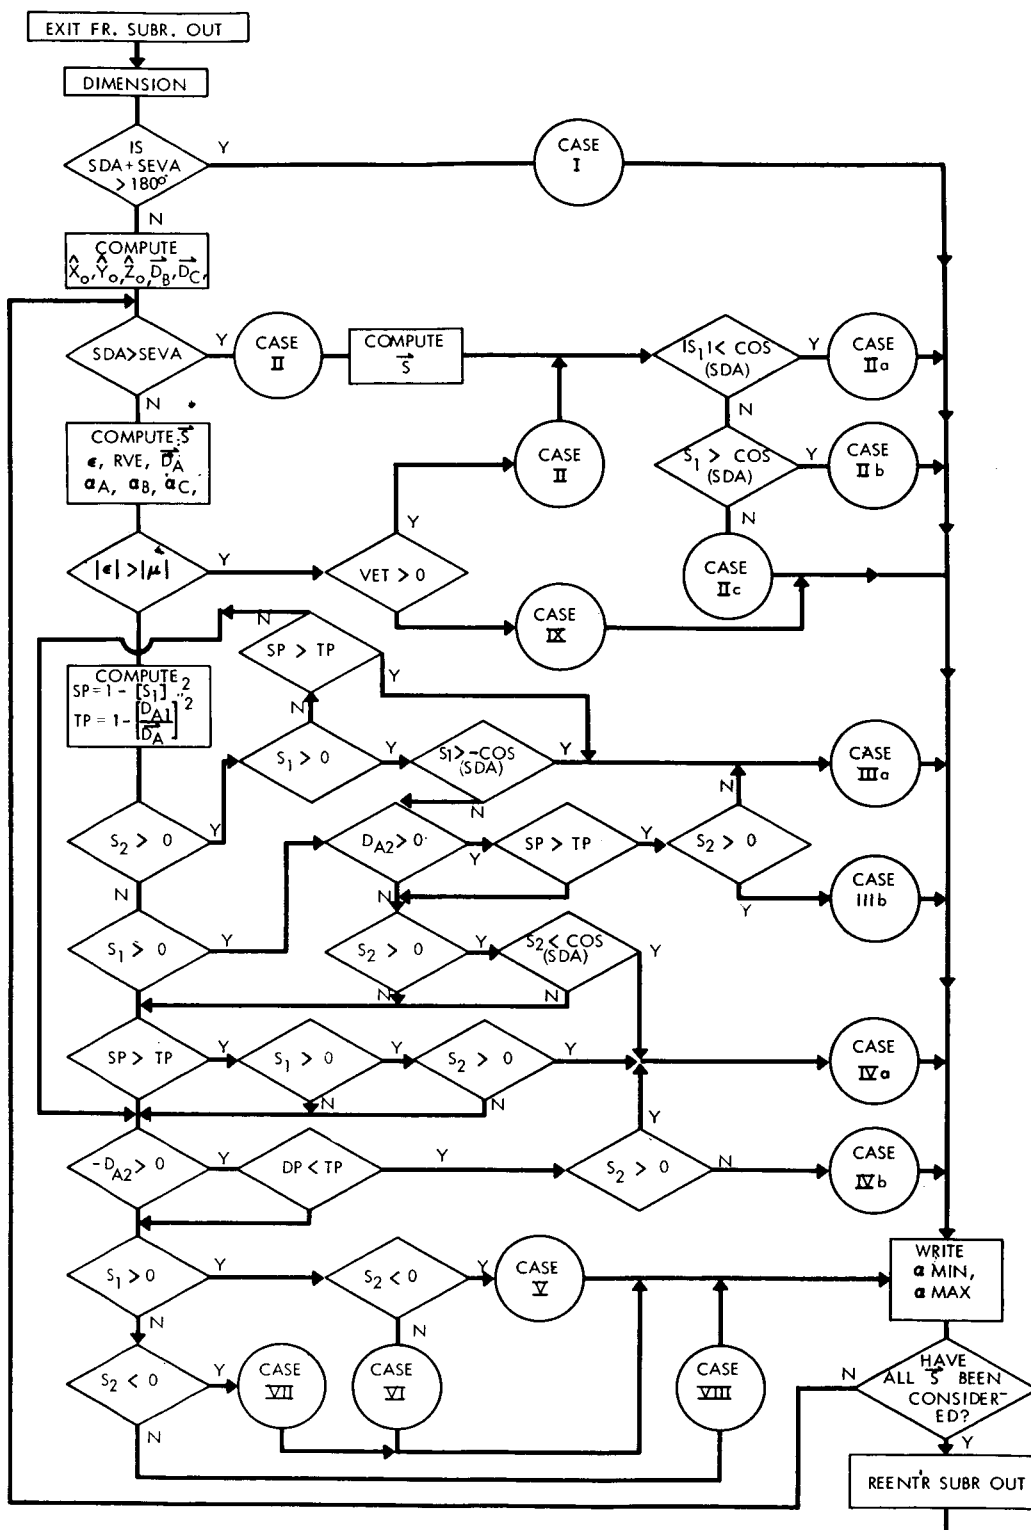 EXIT FR. SUBR. OUT
DIMENSION
IS
SDA+SEVA
> 180°
Y
CASE
I
N
COMPUTE
X̂o, Ŷo, Ẑo, D⃗B, D⃗C,
SDA>SEVA
Y
CASE
II
COMPUTE
S⃗
|S1|< COS
(SDA)
Y
CASE
IIa
N
N
COMPUTE: S⃗
ϵ, RVE, D⃗A
αA, αB, αC,
S1 > COS
(SDA)
Y
CASE
IIb
CASE
II
N
Y
|ϵ|>|μ|
Y
VET > 0
CASE
IIc
CASE
IX
N
SP > TP
Y
COMPUTE
SP = 1 - [S1]2
TP = 1 - [DA1 / D⃗A]2
N
S1 > 0
Y
S1 > -COS
(SDA)
Y
CASE
IIIa
N
N
S2 > 0
Y
DA2 > 0
Y
SP > TP
Y
S2 > 0
N
N
Y
CASE
IIIb
S1 > 0
Y
S2 > 0
Y
S2 < COS
(SDA)
Y
N
N
SP > TP
Y
S1 > 0
Y
S2 > 0
Y
CASE
IVa
N
N
Y
-DA2 > 0
Y
DP < TP
Y
S2 > 0
N
CASE
IVb
S1 > 0
Y
S2 < 0
Y
CASE
V
WRITE
α MIN,
α MAX
N
N
S2 < 0
Y
CASE
VII
CASE
VI
CASE
VIII
N
HAVE
ALL S⃗ BEEN
CONSIDER-
ED?
N
Y
REENT'R SUBR OUT